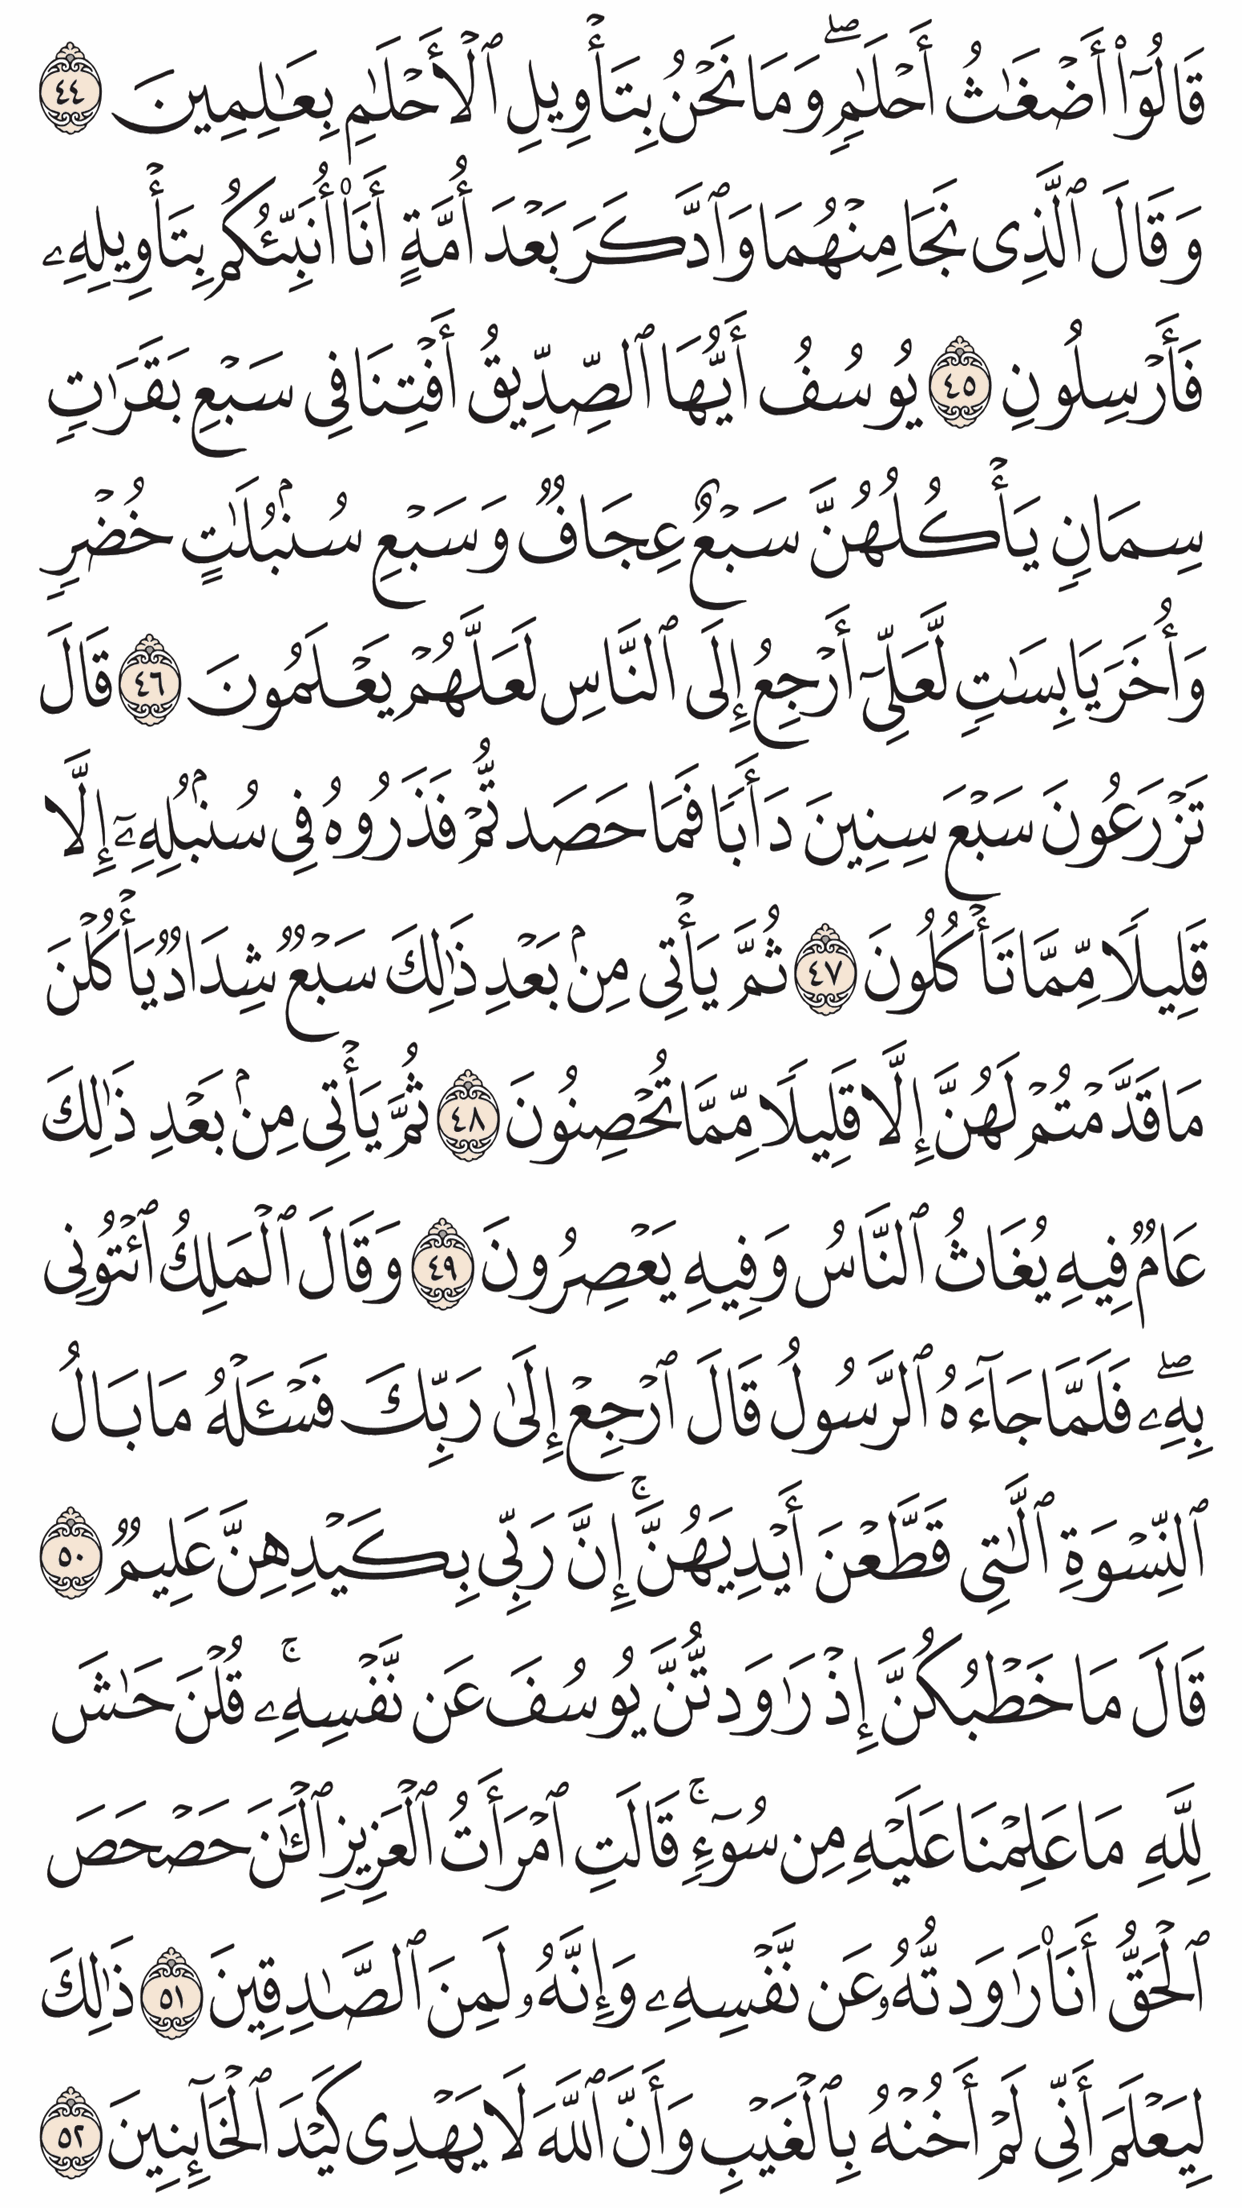 قَالُوٓا۟ أَضْغَـٰثُ أَحْلَـٰمٍۢ ۖ وَمَا نَحْنُ بِتَأْوِيلِ ٱلْأَحْلَـٰمِ بِعَـٰلِمِينَ ٤٤
وَقَالَ ٱلَّذِى نَجَا مِنْهُمَا وَٱدَّكَرَ بَعْدَ أُمَّةٍ أَنَا۠ أُنَبِّئُكُم بِتَأْوِيلِهِۦ
فَأَرْسِلُونِ ٤٥ يُوسُفُ أَيُّهَا ٱلصِّدِّيقُ أَفْتِنَا فِى سَبْعِ بَقَرَٰتٍۢ
سِمَانٍۢ يَأْكُلُهُنَّ سَبْعٌ عِجَافٌۭ وَسَبْعِ سُنۢبُلَـٰتٍ خُضْرٍۢ
وَأُخَرَ يَابِسَـٰتٍۢ لَّعَلِّىٓ أَرْجِعُ إِلَى ٱلنَّاسِ لَعَلَّهُمْ يَعْلَمُونَ ٤٦ قَالَ
تَزْرَعُونَ سَبْعَ سِنِينَ دَأَبًۭا فَمَا حَصَدتُّمْ فَذَرُوهُ فِى سُنۢبُلِهِۦٓ إِلَّا
قَلِيلًۭا مِّمَّا تَأْكُلُونَ ٤٧ ثُمَّ يَأْتِى مِنۢ بَعْدِ ذَٰلِكَ سَبْعٌۭ شِدَادٌۭ يَأْكُلْنَ
مَا قَدَّمْتُمْ لَهُنَّ إِلَّا قَلِيلًۭا مِّمَّا تُحْصِنُونَ ٤٨ ثُمَّ يَأْتِى مِنۢ بَعْدِ ذَٰلِكَ
عَامٌۭ فِيهِ يُغَاثُ ٱلنَّاسُ وَفِيهِ يَعْصِرُونَ ٤٩ وَقَالَ ٱلْمَلِكُ ٱئْتُونِى
بِهِۦ ۖ فَلَمَّا جَآءَهُ ٱلرَّسُولُ قَالَ ٱرْجِعْ إِلَىٰ رَبِّكَ فَسْـَٔلْهُ مَا بَالُ
ٱلنِّسْوَةِ ٱلَّـٰتِى قَطَّعْنَ أَيْدِيَهُنَّ ۚ إِنَّ رَبِّى بِكَيْدِهِنَّ عَلِيمٌۭ ٥٠
قَالَ مَا خَطْبُكُنَّ إِذْ رَٰوَدتُّنَّ يُوسُفَ عَن نَّفْسِهِۦ ۚ قُلْنَ حَـٰشَ
لِلَّهِ مَا عَلِمْنَا عَلَيْهِ مِن سُوٓءٍۢ ۚ قَالَتِ ٱمْرَأَتُ ٱلْعَزِيزِ ٱلْـَٔـٰنَ حَصْحَصَ
ٱلْحَقُّ أَنَا۠ رَٰوَدتُّهُۥ عَن نَّفْسِهِۦ وَإِنَّهُۥ لَمِنَ ٱلصَّـٰدِقِينَ ٥١ ذَٰلِكَ
لِيَعْلَمَ أَنِّى لَمْ أَخُنْهُ بِٱلْغَيْبِ وَأَنَّ ٱللَّهَ لَا يَهْدِى كَيْدَ ٱلْخَآئِنِينَ ٥٢